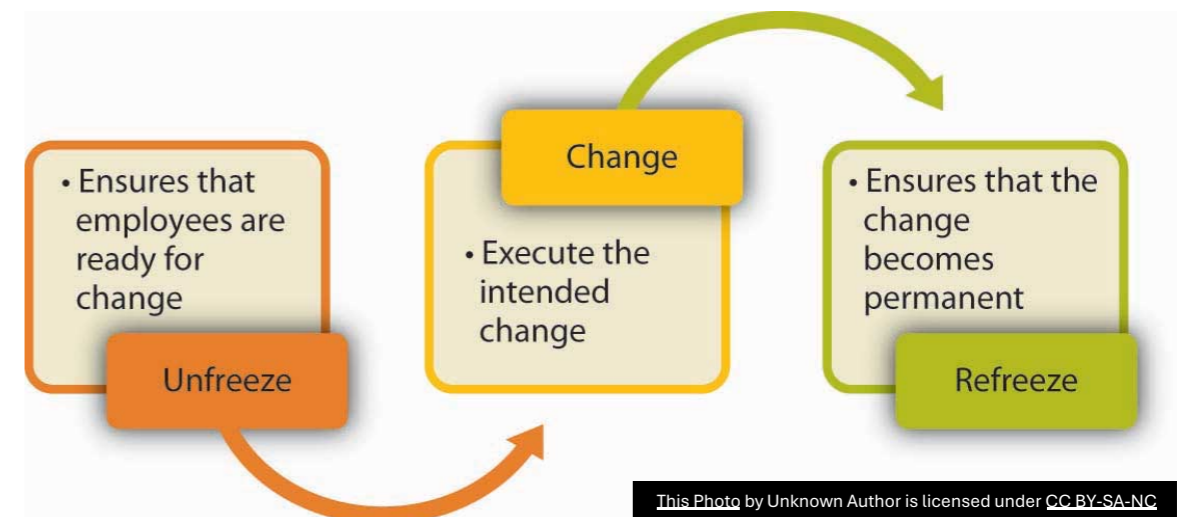 • Ensures that
employees are
ready for
change
Unfreeze
Change
• Execute the
intended
change
• Ensures that the
change
becomes
permanent
Refreeze
This Photo by Unknown Author is licensed under CC BY-SA-NC